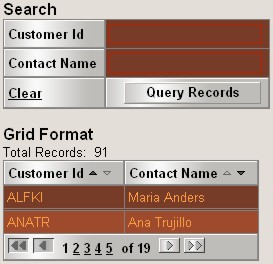 Search
Customer Id
Contact Name
Clear Query Records
Grid Format
Total Records: 91
Customer Id Contact Name
ALFKI Maria Anders
ANATR Ana Trujillo
1 2 3 4 5 of 19